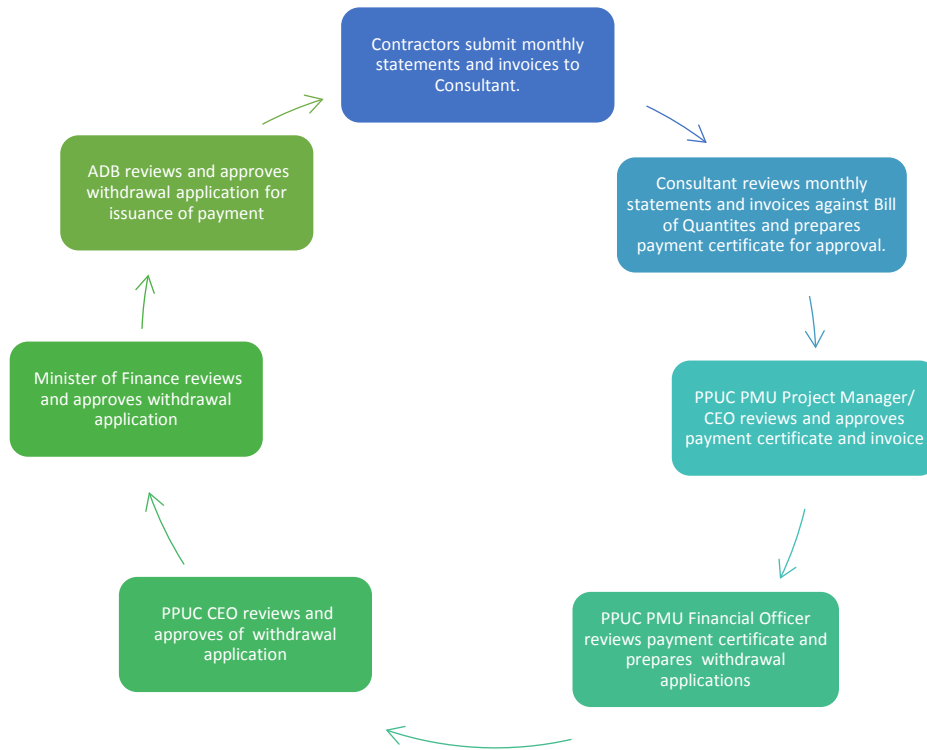 Contractors submit monthly
statements and invoices to
Consultant.
Consultant reviews monthly
statements and invoices against Bill
of Quantites and prepares
payment certificate for approval.
PPUC PMU Project Manager/
CEO reviews and approves
payment certificate and invoice
PPUC PMU Financial Officer
reviews payment certificate and
prepares withdrawal
applications
PPUC CEO reviews and
approves of withdrawal
application
Minister of Finance reviews
and approves withdrawal
application
ADB reviews and approves
withdrawal application for
issuance of payment